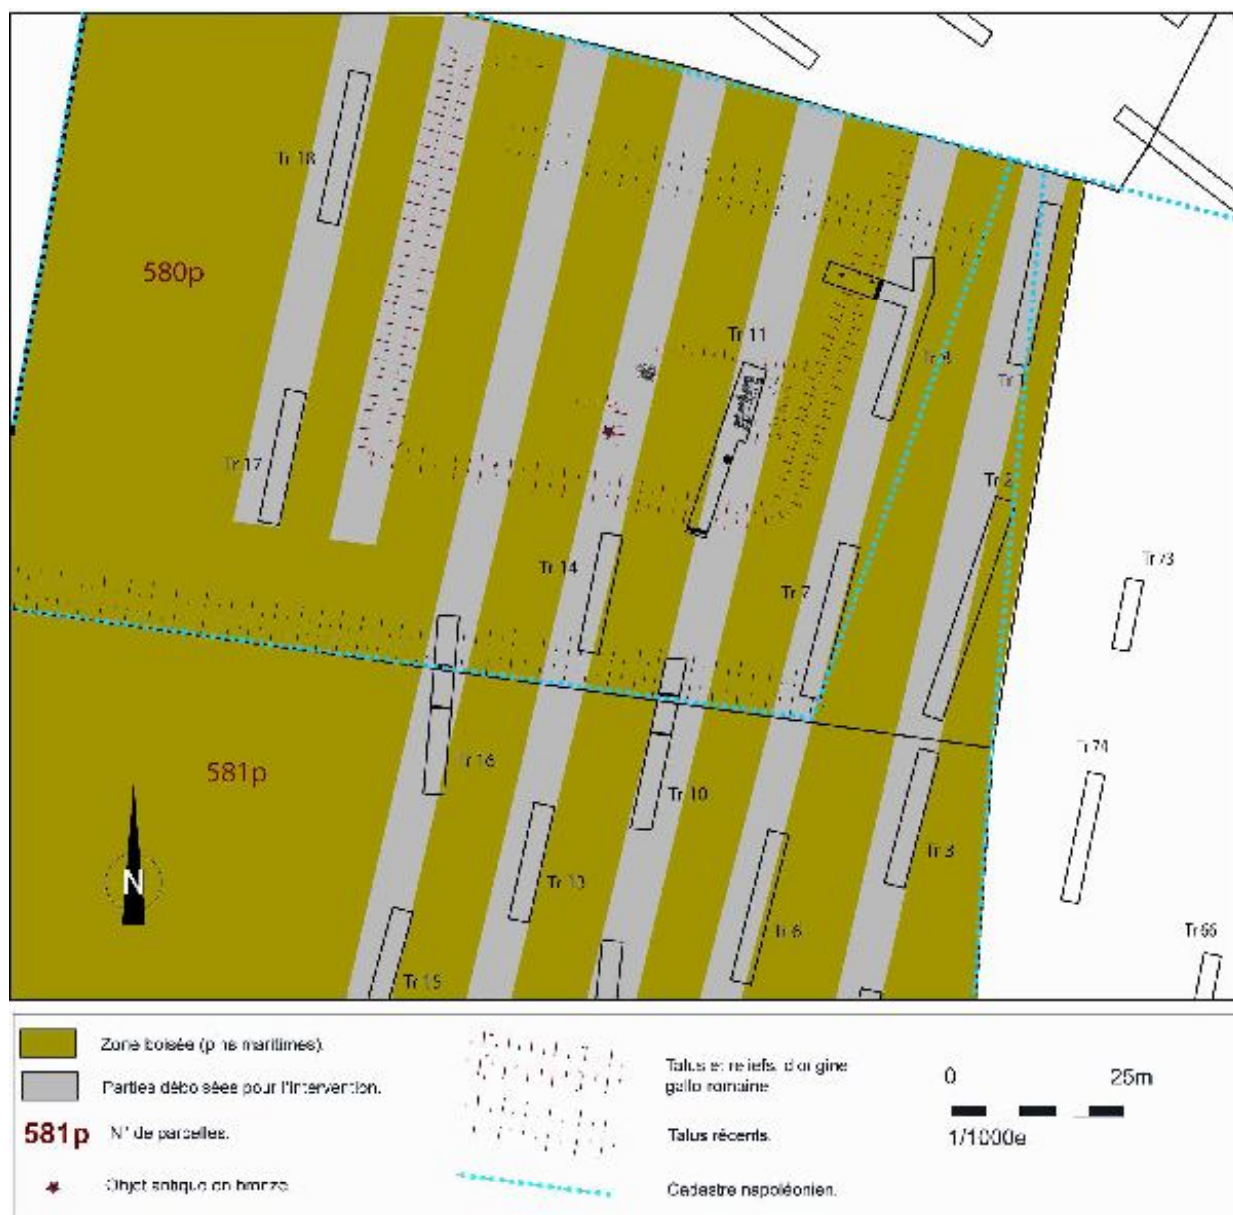 Tr 18
580p
Tr 11
Tr 1
Tr 17
Tr 2
Tr 14
Tr 7
Tr 73
581p
Tr 16
Tr 10
Tr 74
Tr 3
Tr 13
Tr 6
Tr 15
N
Zone boisée (pins maritimes).
Parties déboisées pour l'intervention.
581p N° de parcelles.
Objet antique en bronze.
Talus et reliefs, d'origine
gallo romaine
Talus récents.
Cadastre napoléonien.
0 25m
1/1000e